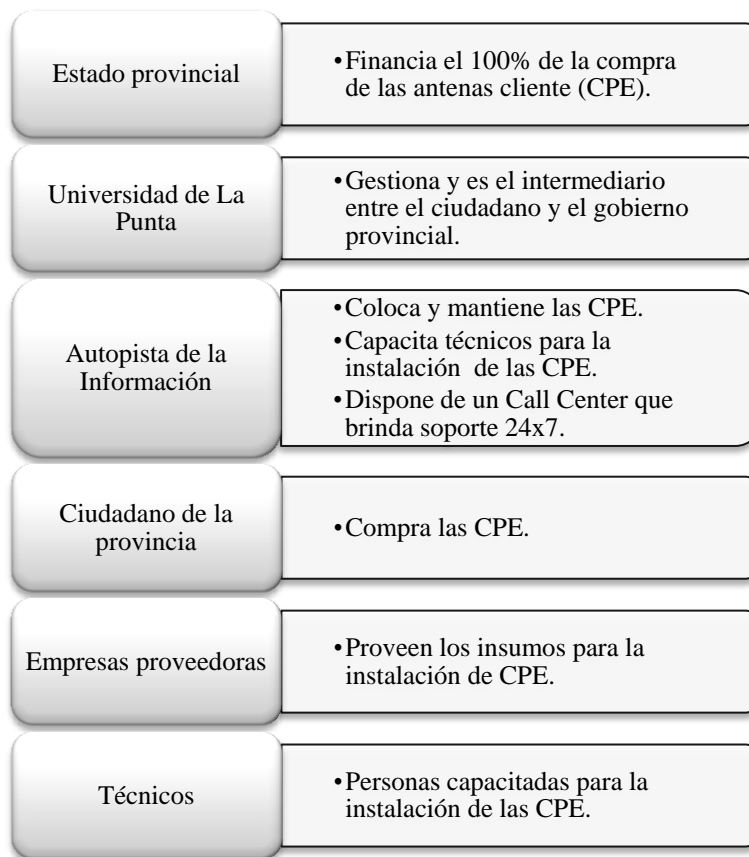 Estado provincial
•Financia el 100% de la compra
de las antenas cliente (CPE).
Universidad de La
Punta
•Gestiona y es el intermediario
entre el ciudadano y el gobierno
provincial.
Autopista de la
Información
•Coloca y mantiene las CPE.
•Capacita técnicos para la
instalación  de las CPE.
•Dispone de un Call Center que
brinda soporte 24x7.
Ciudadano de la
provincia
•Compra las CPE.
Empresas proveedoras
•Proveen los insumos para la
instalación de CPE.
Técnicos
•Personas capacitadas para la
instalación de las CPE.